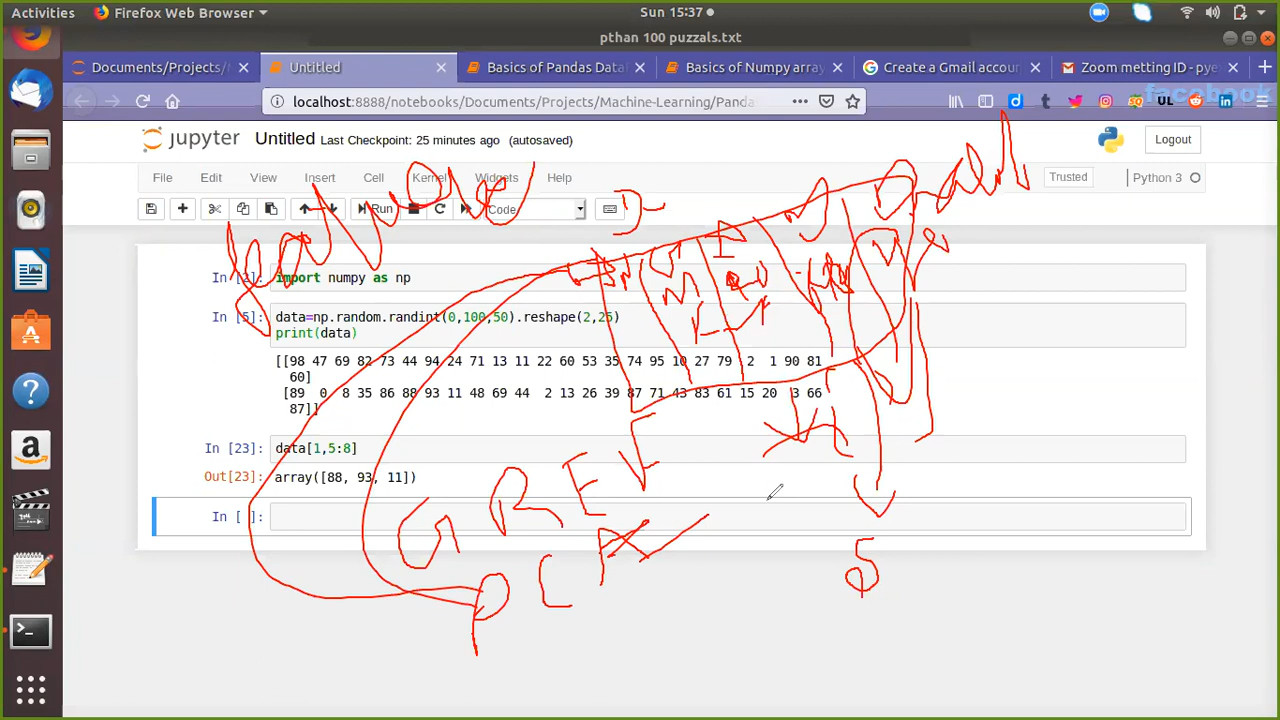 Activities Firefox Web Browser Sun 15:37
pthan 100 puzzals.txt
Documents/Projects/ Untitled Basics of Pandas Datal Basics of Numpy array Create a Gmail accoun Zoom metting ID - pye
localhost:8888/notebooks/Documents/Projects/Machine-Learning/Panda
facebook
jupyter Untitled Last Checkpoint: 25 minutes ago (autosaved) Logout
File Edit View Insert Cell Kernel Widgets Help Trusted Python 3
Run Code
In [2]: import numpy as np
In [5]: data=np.random.randint(0,100,50).reshape(2,25)
print(data)
[[98 47 69 82 73 44 94 24 71 13 11 22 60 53 35 74 95 10 27 79 2 1 90 81
60]
[89 0 8 35 86 88 93 11 48 69 44 2 13 26 39 87 71 43 83 61 15 20 3 66
87]]
In [23]: data[1,5:8]
Out[23]: array([88, 93, 11])
In [ ]:
G R E
P C A